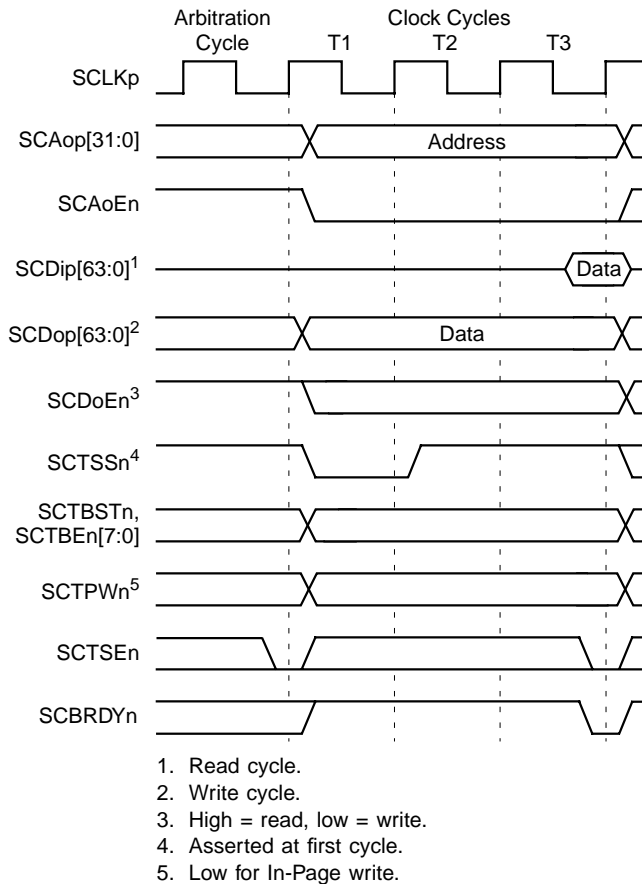 Arbitration Cycle
Clock Cycles
T1 T2 T3
SCLKp
SCAop[31:0] Address
SCAoEn
SCDip[63:0]1 Data
SCDop[63:0]2 Data
SCDoEn3
SCTSSn4
SCTBSTn,
SCTBEn[7:0]
SCTPWn5
SCTSEn
SCBRDYn
1. Read cycle.
2. Write cycle.
3. High = read, low = write.
4. Asserted at first cycle.
5. Low for In-Page write.